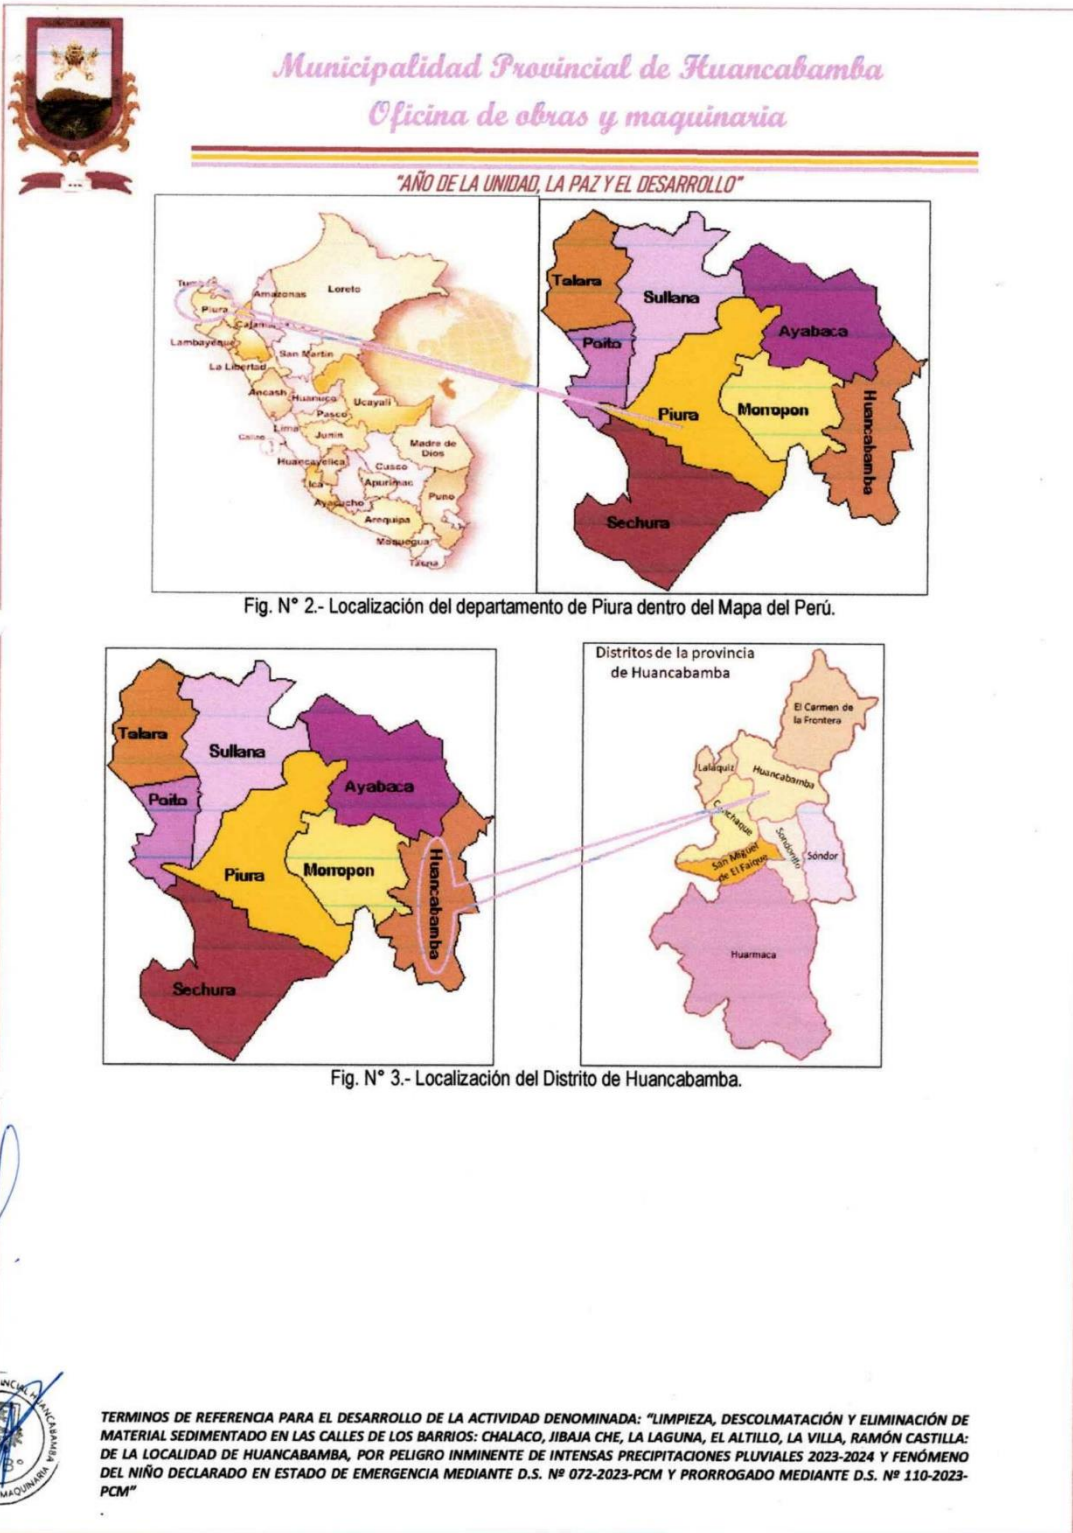 Municipalidad Provincial de Huancabamba
Oficina de obras y maquinaria
"AÑO DE LA UNIDAD, LA PAZ Y EL DESARROLLO"
Piura
Amazonas
Loreto
Lambayeque
San Martin
La Libertad
Ancash
Huanuco
Ucayali
Pasco
Lima
Junin
Callao
Madre de
Dios
Huancavelica
Cusco
Ica
Apurimac
Puno
Ayacucho
Arequipa
Moquegua
Tacna
Talara
Sullana
Ayabaca
Paita
Piura
Morropon
Huancabamba
Sechura
Fig. N° 2.- Localización del departamento de Piura dentro del Mapa del Perú.
Talara
Sullana
Ayabaca
Paita
Piura
Morropon
Huancabamba
Sechura
Distritos de la provincia
de Huancabamba
El Carmen de
la Frontera
Lalaquiz
Huancabamba
Canchaque
Sondorillo
Sóndor
San Miguel
de El Faique
Huarmaca
Fig. N° 3.- Localización del Distrito de Huancabamba.
TERMINOS DE REFERENCIA PARA EL DESARROLLO DE LA ACTIVIDAD DENOMINADA: "LIMPIEZA, DESCOLMATACIÓN Y ELIMINACIÓN DE
MATERIAL SEDIMENTADO EN LAS CALLES DE LOS BARRIOS: CHALACO, JIBAJA CHE, LA LAGUNA, EL ALTILLO, LA VILLA, RAMÓN CASTILLA:
DE LA LOCALIDAD DE HUANCABAMBA, POR PELIGRO INMINENTE DE INTENSAS PRECIPITACIONES PLUVIALES 2023-2024 Y FENÓMENO
DEL NIÑO DECLARADO EN ESTADO DE EMERGENCIA MEDIANTE D.S. Nº 072-2023-PCM Y PRORROGADO MEDIANTE D.S. Nº 110-2023-
PCM"